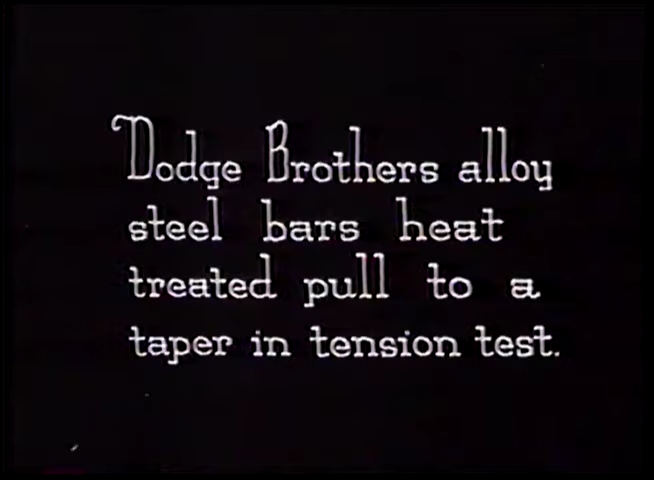 Dodge Brothers alloy
steel bars heat
treated pull to a
taper in tension test.